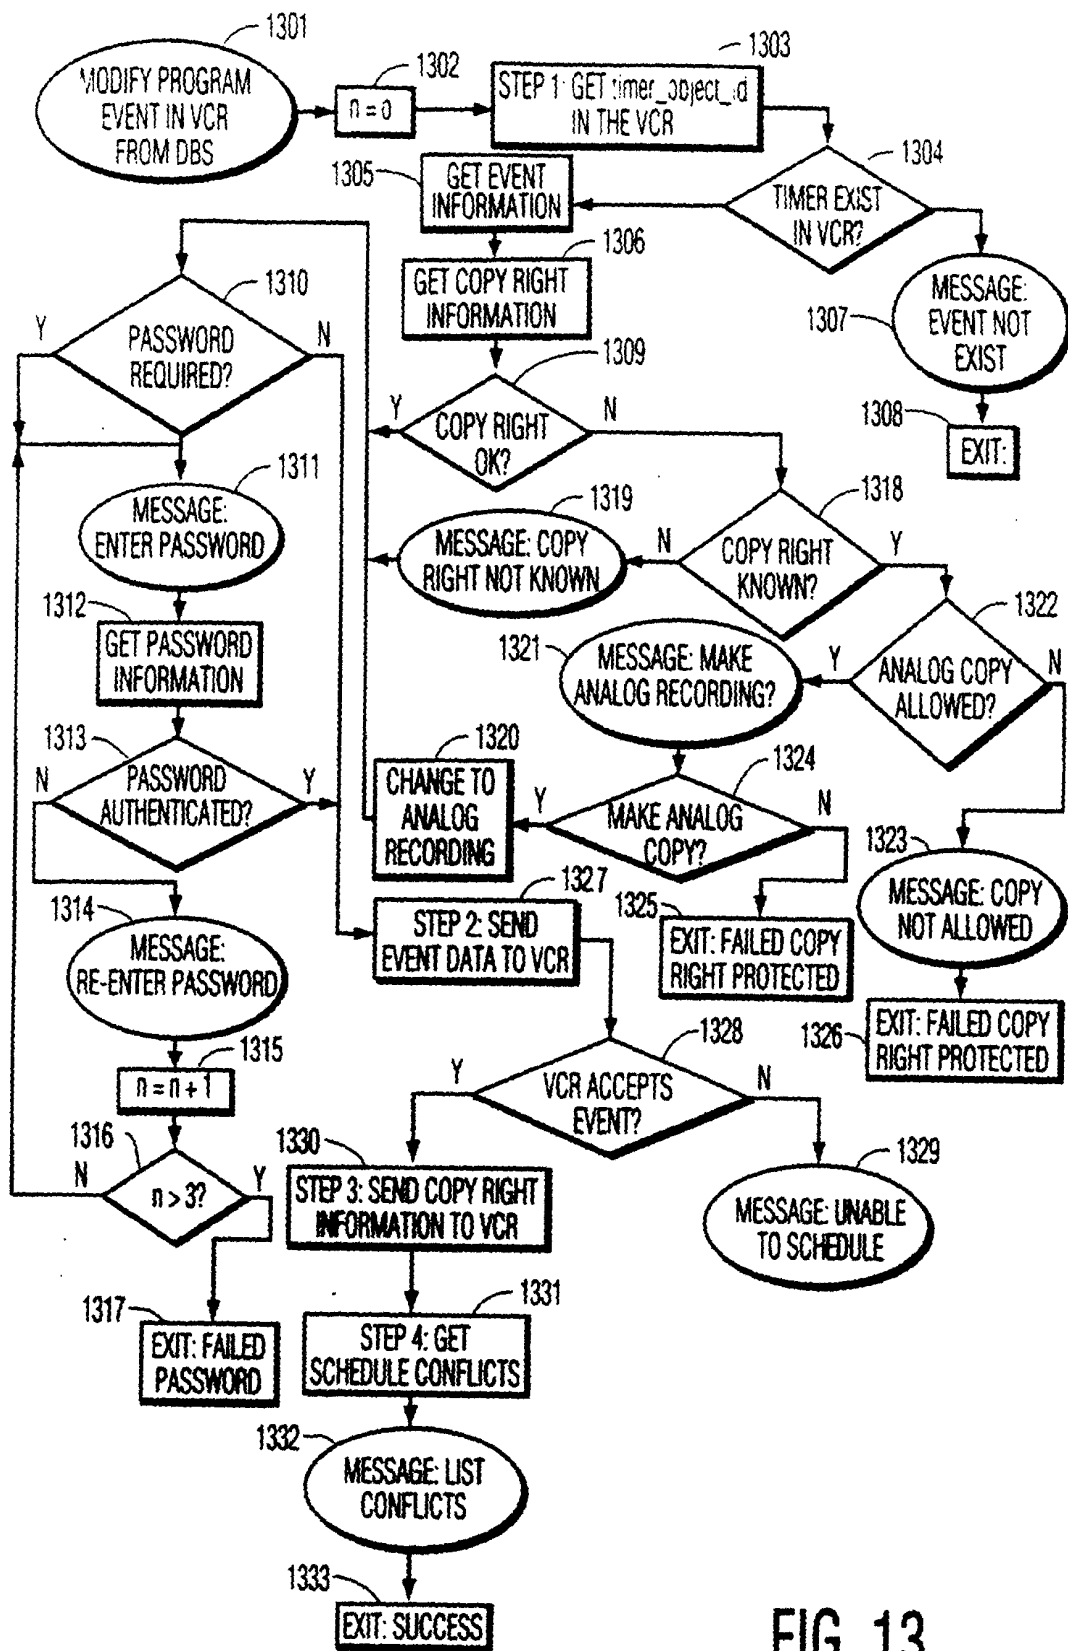 1301
MODIFY PROGRAM
EVENT IN VCR
FROM DBS
1302
n = 0
1303
STEP 1: GET timer_object_id
IN THE VCR
1304
TIMER EXIST
IN VCR?
1305
GET EVENT
INFORMATION
1306
GET COPY RIGHT
INFORMATION
1307
MESSAGE:
EVENT NOT
EXIST
1308
EXIT:
1309
COPY RIGHT
OK?
Y
N
1310
PASSWORD
REQUIRED?
Y
N
1311
MESSAGE:
ENTER PASSWORD
1312
GET PASSWORD
INFORMATION
1313
PASSWORD
AUTHENTICATED?
N
Y
1314
MESSAGE:
RE-ENTER PASSWORD
1315
n = n + 1
1316
n > 3?
N
Y
1317
EXIT: FAILED
PASSWORD
1318
COPY RIGHT
KNOWN?
N
Y
1319
MESSAGE: COPY
RIGHT NOT KNOWN
1320
CHANGE TO
ANALOG
RECORDING
1321
MESSAGE: MAKE
ANALOG RECORDING?
1322
ANALOG COPY
ALLOWED?
Y
N
1323
MESSAGE: COPY
NOT ALLOWED
1324
MAKE ANALOG
COPY?
Y
N
1325
EXIT: FAILED COPY
RIGHT PROTECTED
1326
EXIT: FAILED COPY
RIGHT PROTECTED
1327
STEP 2: SEND
EVENT DATA TO VCR
1328
VCR ACCEPTS
EVENT?
Y
N
1329
MESSAGE: UNABLE
TO SCHEDULE
1330
STEP 3: SEND COPY RIGHT
INFORMATION TO VCR
1331
STEP 4: GET
SCHEDULE CONFLICTS
1332
MESSAGE: LIST
CONFLICTS
1333
EXIT: SUCCESS
FIG. 13